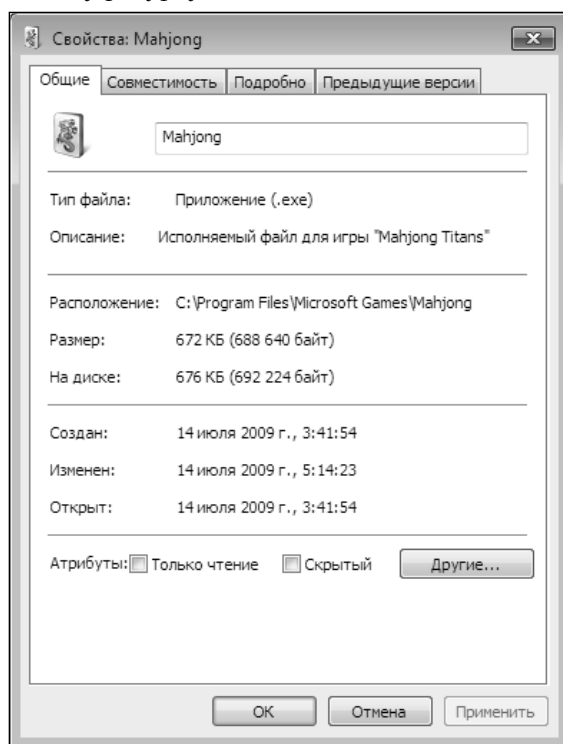 Свойства: Mahjong
Общие Совместимость Подробно Предыдущие версии
Mahjong
Тип файла: Приложение (.exe)
Описание: Исполняемый файл для игры "Mahjong Titans"
Расположение: C:\Program Files\Microsoft Games\Mahjong
Размер: 672 КБ (688 640 байт)
На диске: 676 КБ (692 224 байт)
Создан: 14 июля 2009 г., 3:41:54
Изменен: 14 июля 2009 г., 5:14:23
Открыт: 14 июля 2009 г., 3:41:54
Атрибуты: Только чтение Скрытый Другие...
ОК Отмена Применить